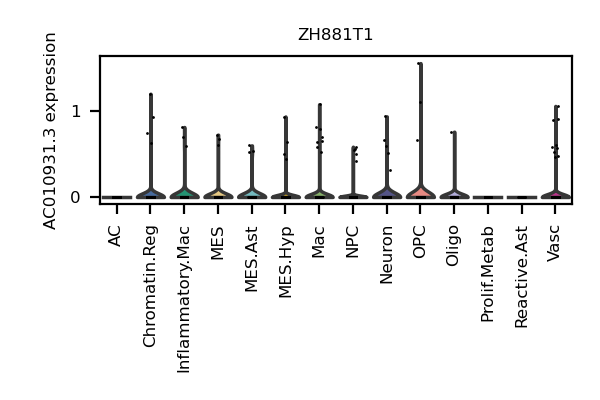 ZH881T1
AC010931.3 expression
1
0
AC
Chromatin.Reg
Inflammatory.Mac
MES
MES.Ast
MES.Hyp
Mac
NPC
Neuron
OPC
Oligo
Prolif.Metab
Reactive.Ast
Vasc